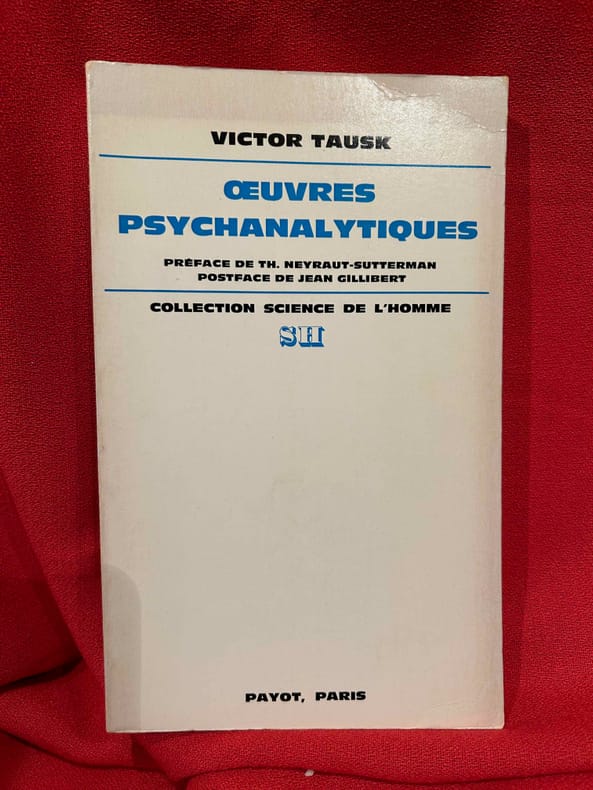 VICTOR TAUSK
ŒUVRES
PSYCHANALYTIQUES
PRÉFACE DE TH. NEYRAUT-SUTTERMAN
POSTFACE DE JEAN GILLIBERT
COLLECTION SCIENCE DE L'HOMME
SH
PAYOT, PARIS